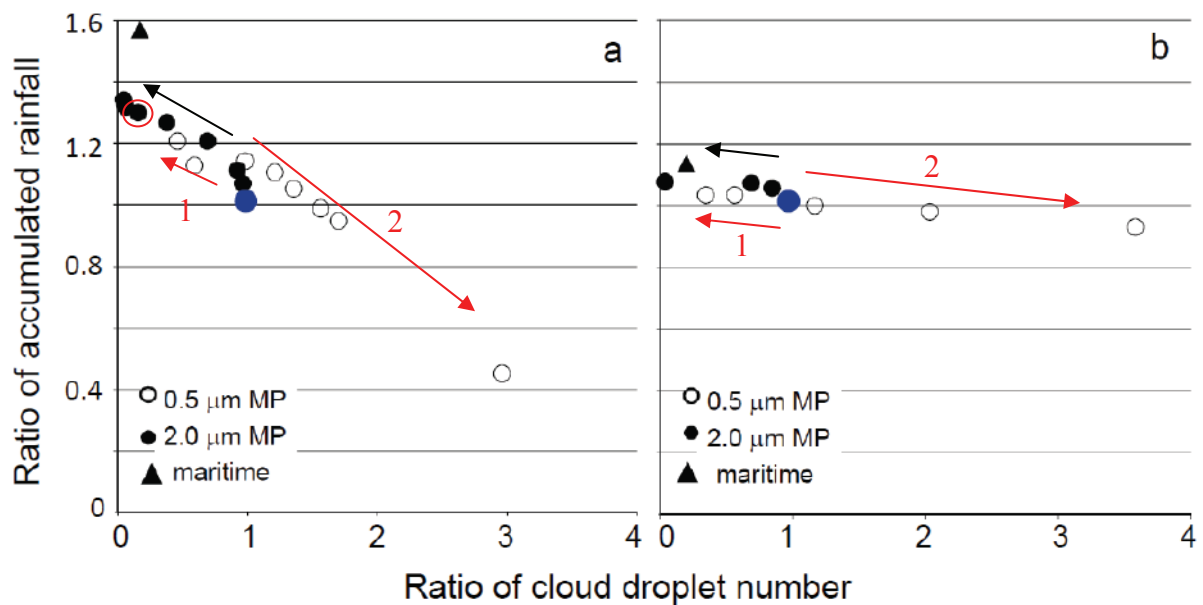 Ratio of accumulated rainfall
1.6
1.2
0.8
0.4
0
a
1
2
0.5 μm MP
2.0 μm MP
maritime
0 1 2 3 4
b
2
1
0.5 μm MP
2.0 μm MP
maritime
0 1 2 3 4
Ratio of cloud droplet number